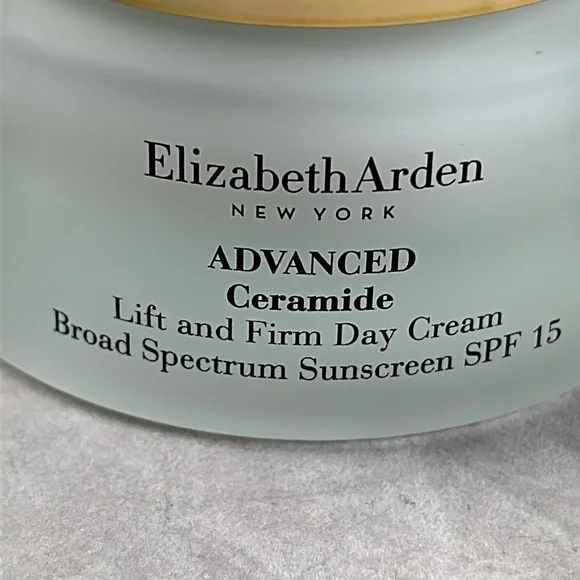 ElizabethArden
NEW YORK
ADVANCED
Ceramide
Lift and Firm Day Cream
Broad Spectrum Sunscreen SPF 15